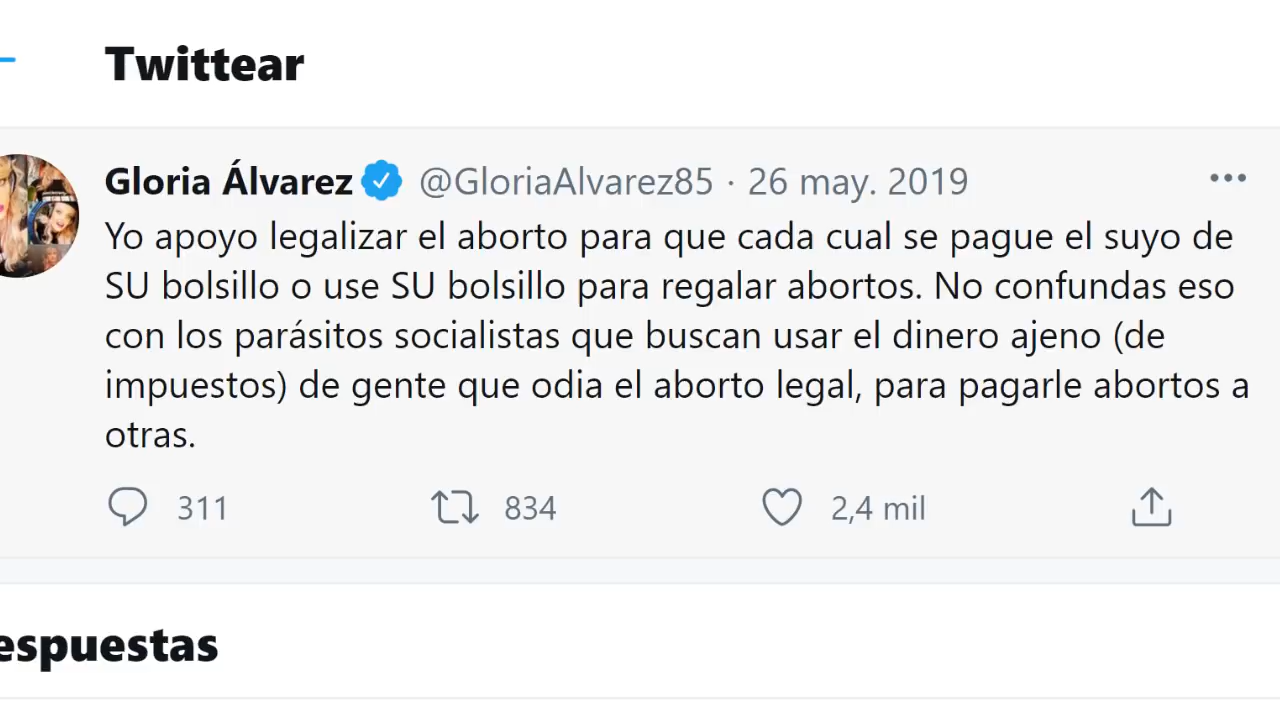 Twittear
Gloria Álvarez @GloriaAlvarez85 · 26 may. 2019
Yo apoyo legalizar el aborto para que cada cual se pague el suyo de
SU bolsillo o use SU bolsillo para regalar abortos. No confundas eso
con los parásitos socialistas que buscan usar el dinero ajeno (de
impuestos) de gente que odia el aborto legal, para pagarle abortos a
otras.
311 834 2,4 mil
espuestas